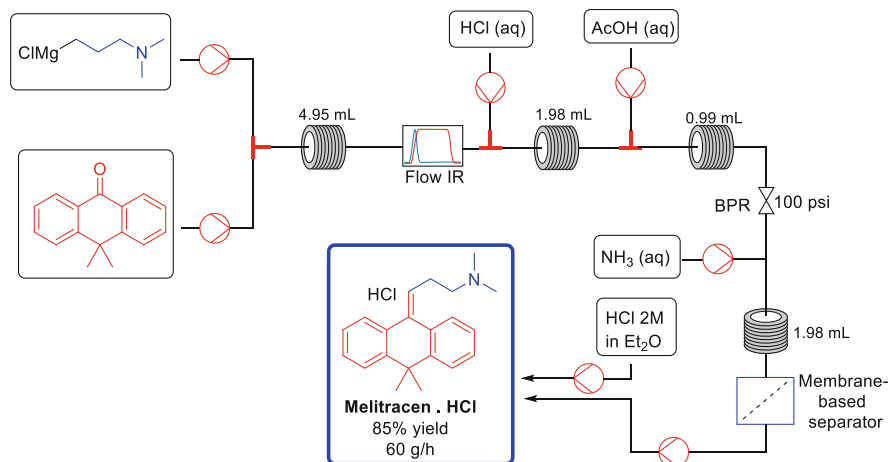 ClMg
N
4.95 mL
Flow IR
HCl (aq)
1.98 mL
AcOH (aq)
0.99 mL
O
BPR
100 psi
NH₃ (aq)
1.98 mL
Membrane-
based
separator
HCl 2M
in Et₂O
HCl
N
Melitracen . HCl
85% yield
60 g/h